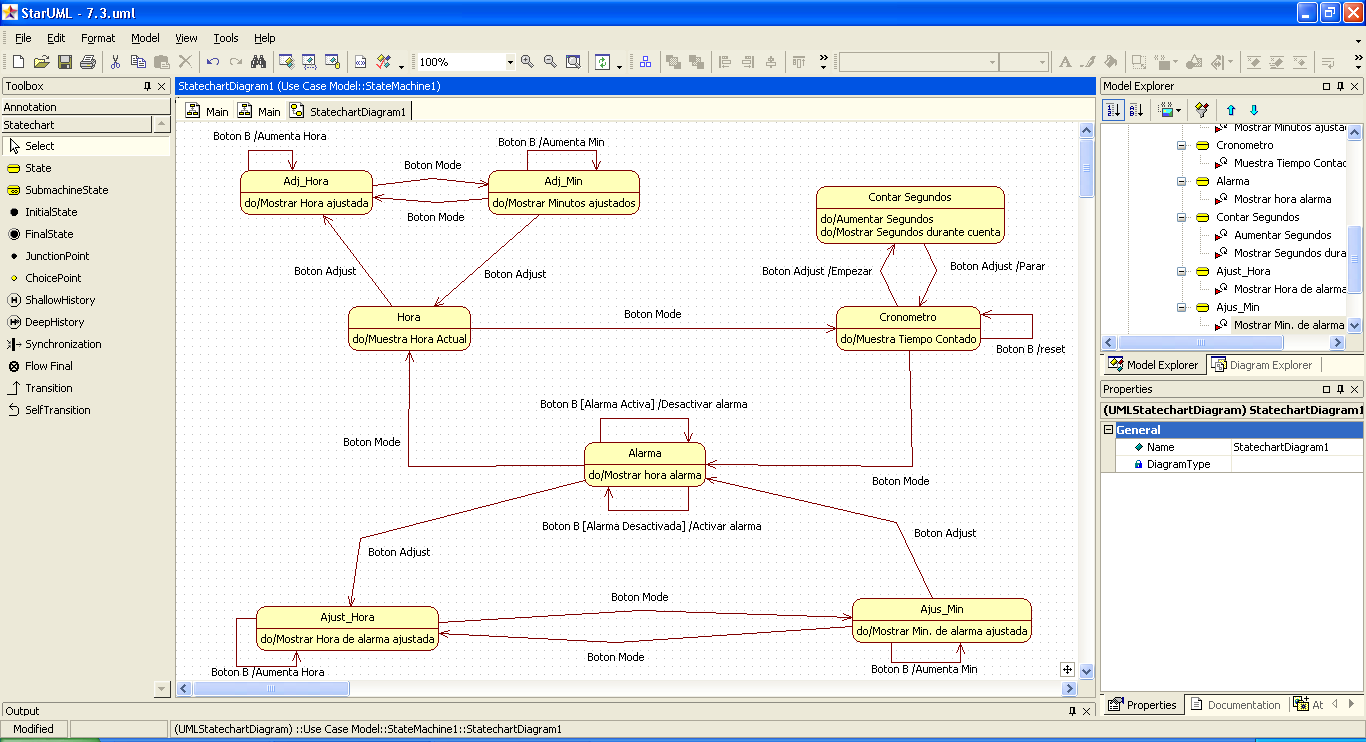 StarUML - 7.3.uml
File Edit Format Model View Tools Help
100%
Toolbox
Annotation
Statechart
Select
State
SubmachineState
InitialState
FinalState
JunctionPoint
ChoicePoint
ShallowHistory
DeepHistory
Synchronization
Flow Final
Transition
SelfTransition
StatechartDiagram1 (Use Case Model::StateMachine1)
Main Main StatechartDiagram1
Boton B /Aumenta Hora
Boton B /Aumenta Min
Boton Mode
Adj_Hora
do/Mostrar Hora ajustada
Adj_Min
do/Mostrar Minutos ajustados
Boton Mode
Contar Segundos
do/Aumentar Segundos
do/Mostrar Segundos durante cuenta
Boton Adjust
Boton Adjust
Boton Adjust /Empezar
Boton Adjust /Parar
Hora
do/Muestra Hora Actual
Boton Mode
Cronometro
do/Muestra Tiempo Contado
Boton B /reset
Boton B [Alarma Activa] /Desactivar alarma
Boton Mode
Alarma
do/Mostrar hora alarma
Boton Mode
Boton B [Alarma Desactivada] /Activar alarma
Boton Adjust
Boton Adjust
Boton Mode
Ajust_Hora
do/Mostrar Hora de alarma ajustada
Ajus_Min
do/Mostrar Min. de alarma ajustada
Boton Mode
Boton B /Aumenta Hora
Boton B /Aumenta Min
Model Explorer
Mostrar Minutos ajusta
Cronometro
Muestra Tiempo Contac
Alarma
Mostrar hora alarma
Contar Segundos
Aumentar Segundos
Mostrar Segundos dura
Ajust_Hora
Mostrar Hora de alarma
Ajus_Min
Mostrar Min. de alarma
Model Explorer Diagram Explorer
Properties
(UMLStatechartDiagram) StatechartDiagram1
General
Name StatechartDiagram1
DiagramType
Properties Documentation At
Output
Modified
(UMLStatechartDiagram) ::Use Case Model::StateMachine1::StatechartDiagram1